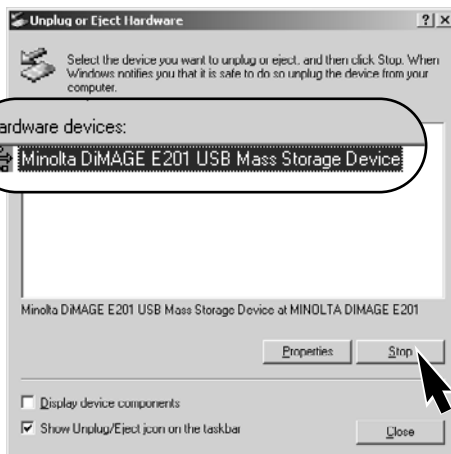 Unplug or Eject Hardware
Select the device you want to unplug or eject, and then click Stop. When
Windows notifies you that it is safe to do so unplug the device from your
computer.
ardware devices:
Minolta DiMAGE E201 USB Mass Storage Device
Minolta DiMAGE E201 USB Mass Storage Device at MINOLTA DIMAGE E201
Properties
Stop
Display device components
Show Unplug/Eject icon on the taskbar
Close